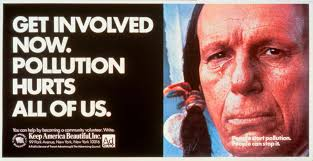 GET INVOLVED
NOW.
POLLUTION
HURTS
ALL OF US.
You can help by becoming a community volunteer. Write:
Keep America Beautiful, Inc.
99 Park Avenue, New York, New York 10016
Ad
People start pollution.
People can stop it.